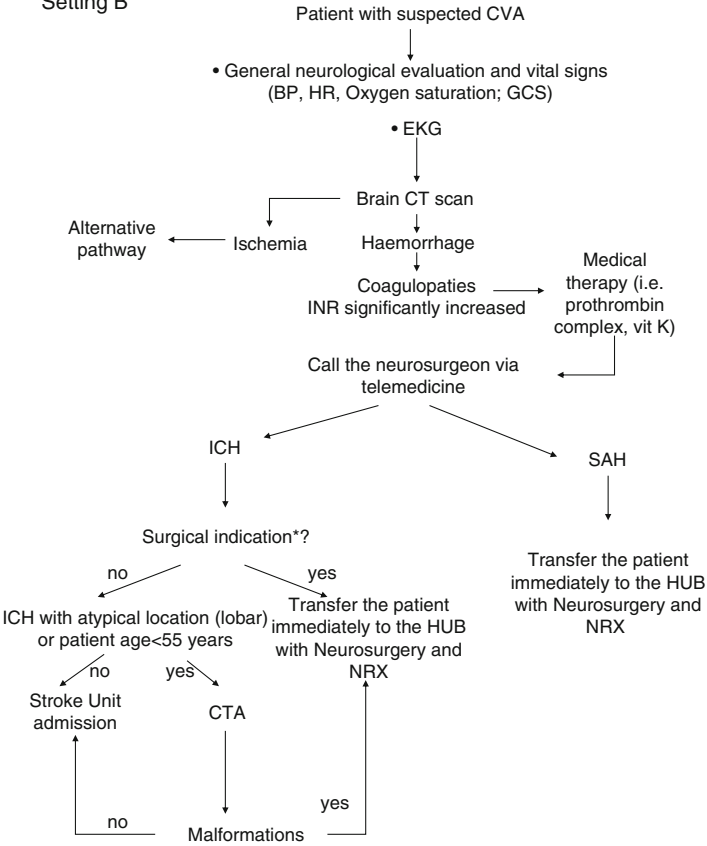 Setting B
Patient with suspected CVA
• General neurological evaluation and vital signs
(BP, HR, Oxygen saturation; GCS)
• EKG
Brain CT scan
Alternative
pathway
Ischemia
Haemorrhage
Coagulopaties
INR significantly increased
Medical
therapy (i.e.
prothrombin
complex, vit K)
Call the neurosurgeon via
telemedicine
ICH
SAH
Surgical indication*?
no
yes
Transfer the patient
immediately to the HUB
with Neurosurgery and
NRX
ICH with atypical location (lobar)
or patient age<55 years
Transfer the patient
immediately to the HUB
with Neurosurgery and
NRX
no
yes
Stroke Unit
admission
CTA
no
yes
Malformations